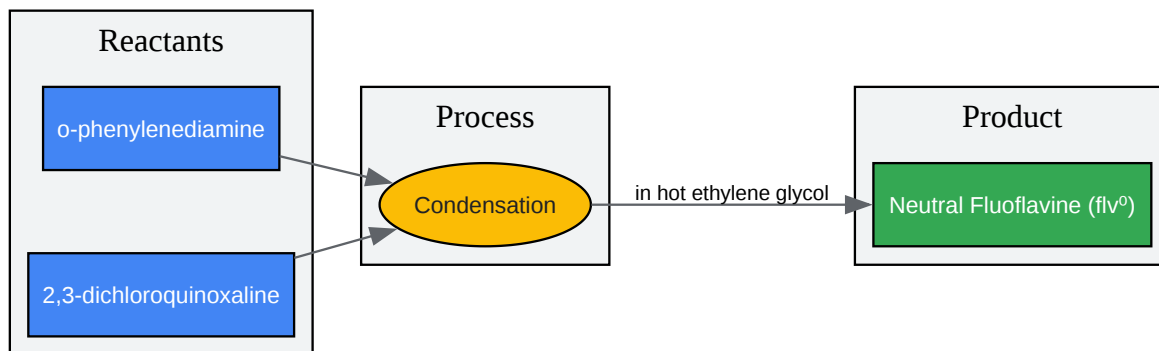 Reactants
o-phenylenediamine
2,3-dichloroquinoxaline
Process
Condensation
in hot ethylene glycol
Product
Neutral Fluoflavine (flv⁰)